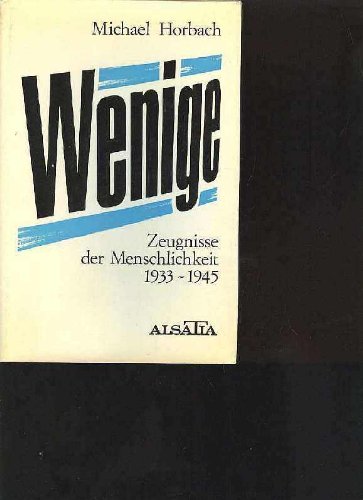 Michael Horbach
Wenige
Zeugnisse
der Menschlichkeit
1933-1945
ALSATIA